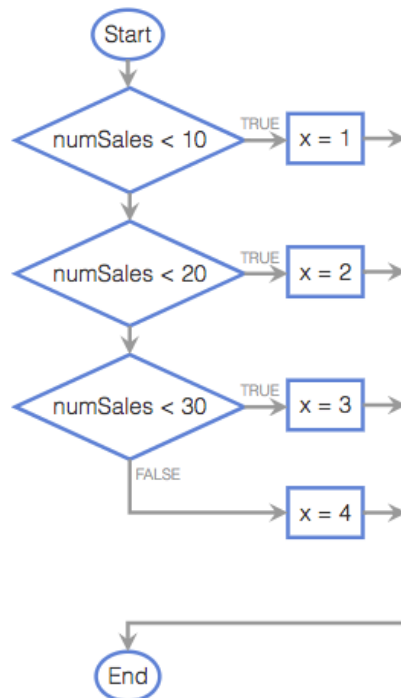 Start
numSales < 10
TRUE
x = 1
numSales < 20
TRUE
x = 2
numSales < 30
TRUE
x = 3
FALSE
x = 4
End